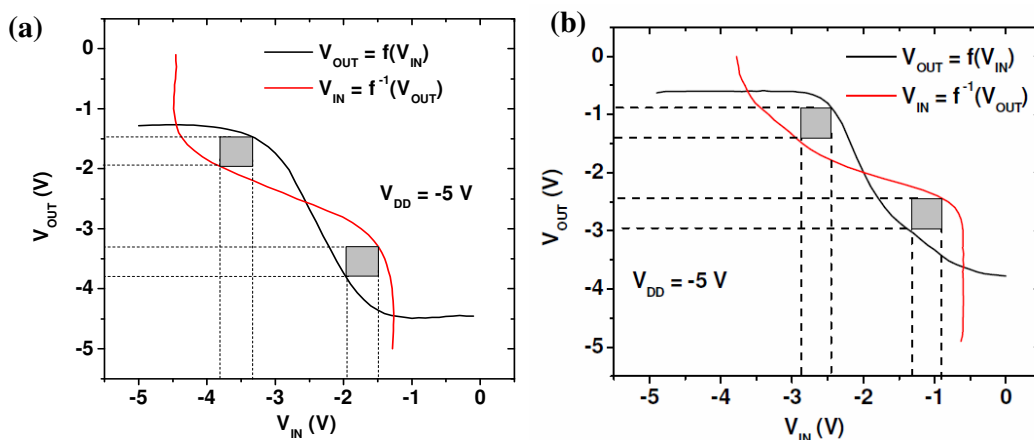 (a)
V_OUT = f(V_IN)
V_IN = f^-1(V_OUT)
V_DD = -5 V
V_OUT (V)
0
-1
-2
-3
-4
-5
-5 -4 -3 -2 -1 0
V_IN (V)
(b)
V_OUT = f(V_IN)
V_IN = f^-1(V_OUT)
V_DD = -5 V
V_OUT (V)
0
-1
-2
-3
-4
-5
-5 -4 -3 -2 -1 0
V_IN (V)